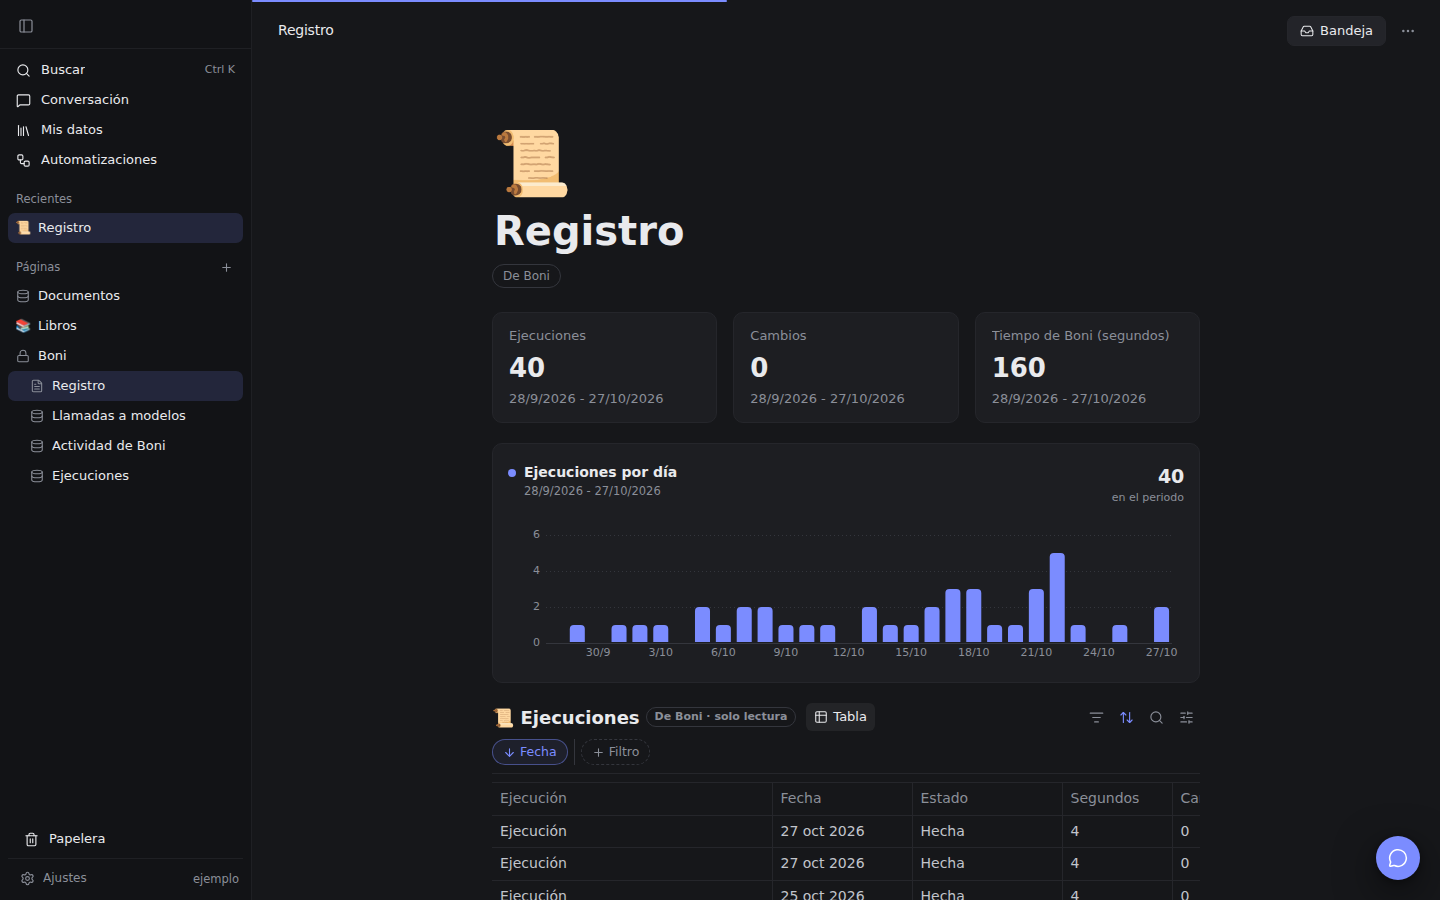 Registro
Bandeja
Buscar
Ctrl K
Conversación
Mis datos
Automatizaciones
Recientes
Registro
Páginas
Documentos
Libros
Boni
Registro
Llamadas a modelos
Actividad de Boni
Ejecuciones
Papelera
Ajustes
ejemplo
Registro
De Boni
Ejecuciones
40
28/9/2026 - 27/10/2026
Cambios
0
28/9/2026 - 27/10/2026
Tiempo de Boni (segundos)
160
28/9/2026 - 27/10/2026
Ejecuciones por día
28/9/2026 - 27/10/2026
40
en el periodo
6
4
2
0
30/9 3/10 6/10 9/10 12/10 15/10 18/10 21/10 24/10 27/10
Ejecuciones
De Boni · solo lectura
Tabla
Fecha
Filtro
Ejecución Fecha Estado Segundos Ca
Ejecución 27 oct 2026 Hecha 4 0
Ejecución 27 oct 2026 Hecha 4 0
Ejecución 25 oct 2026 Hecha 4 0